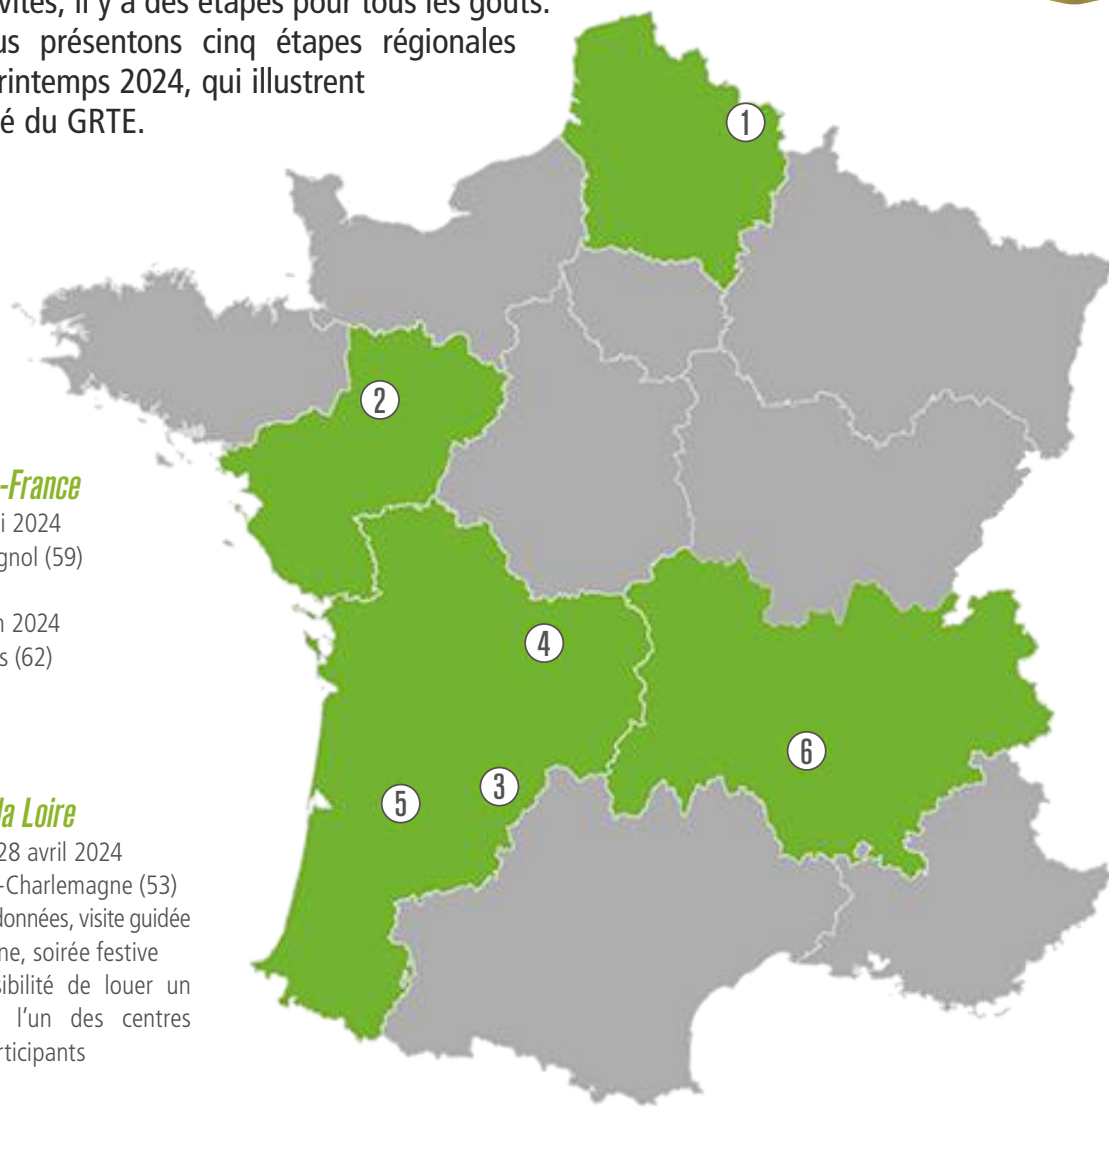 vités, il y a des étapes pour tous les goûts.
us présentons cinq étapes régionales
rintemps 2024, qui illustrent
é du GRTE.
1
2
-France
i 2024
gnol (59)
n 2024
s (62)
4
6
3
5
la Loire
28 avril 2024
-Charlemagne (53)
données, visite guidée
ne, soirée festive
sibilité de louer un
l’un des centres
rticipants